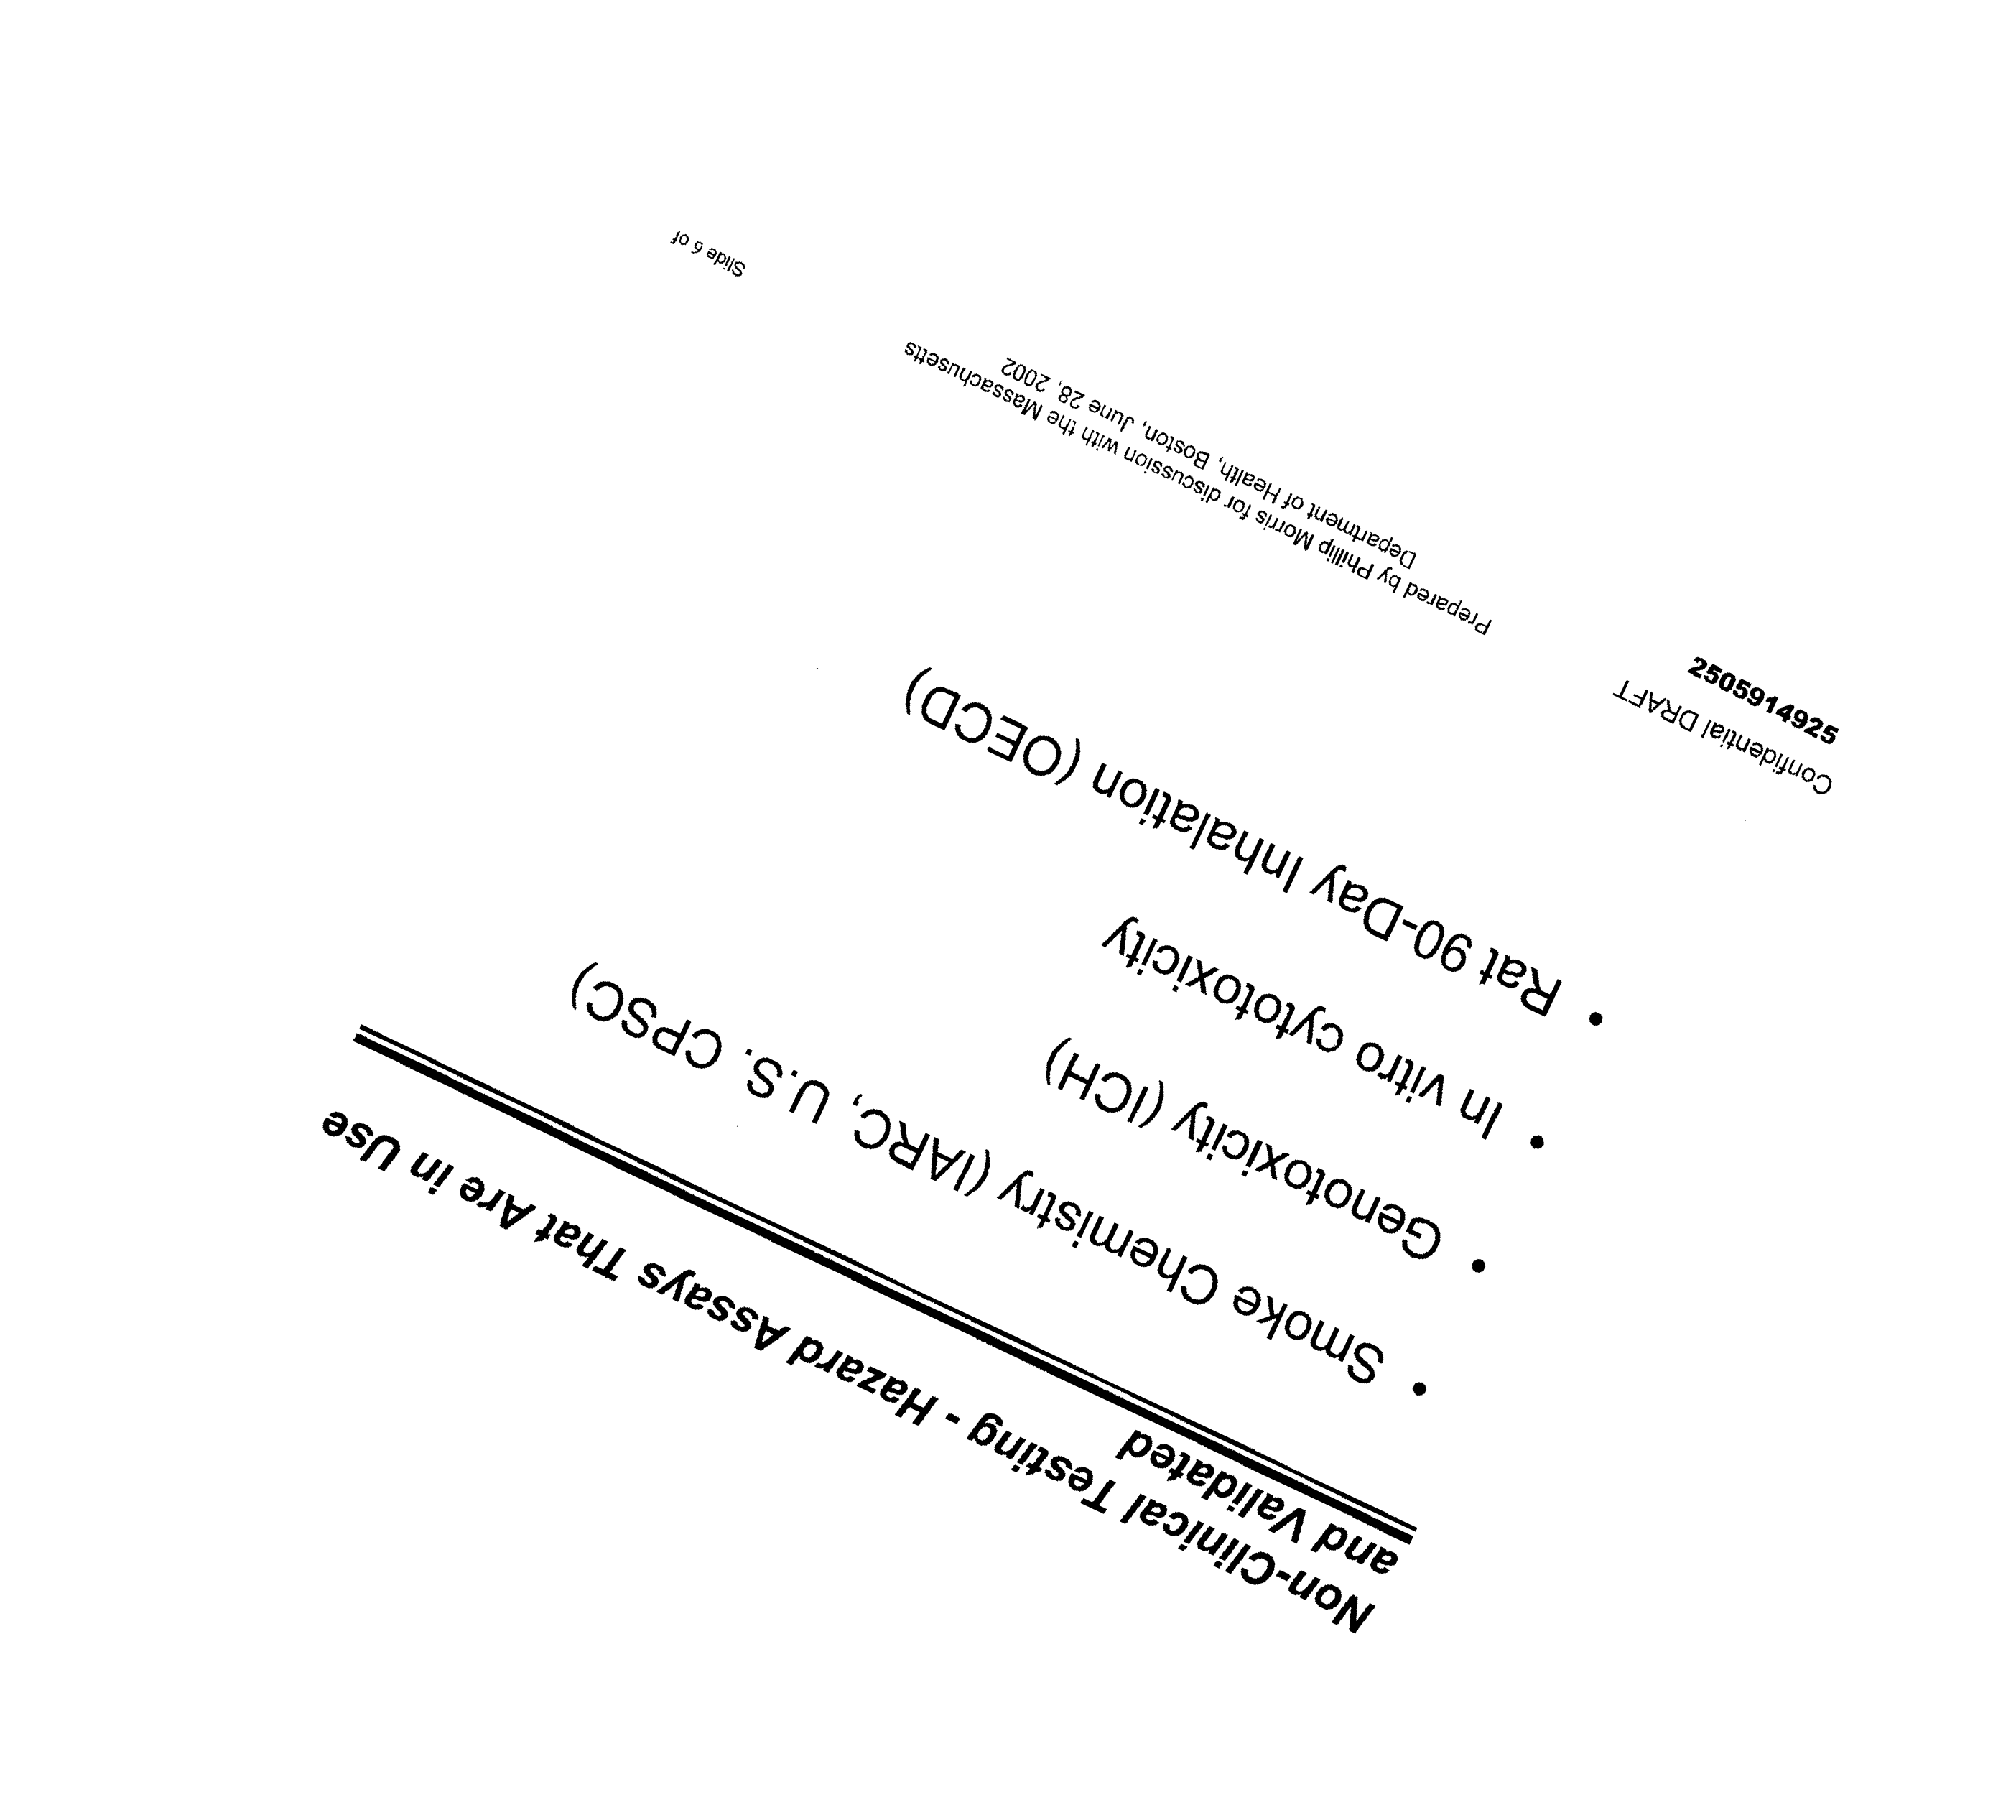 Non-Clinical Testing - Hazard Assays That Are in Use
and Validated
• Smoke Chemistry (IARC, U.S. CPSC)
• Genotoxicity (ICH)
• In vitro cytotoxicity
• Rat 90-Day Inhalation (OECD)
Confidential DRAFT
2505914925
Prepared by Phillip Morris for discussion with the Massachusetts
Department of Health, Boston, June 28, 2002
Slide 6 of